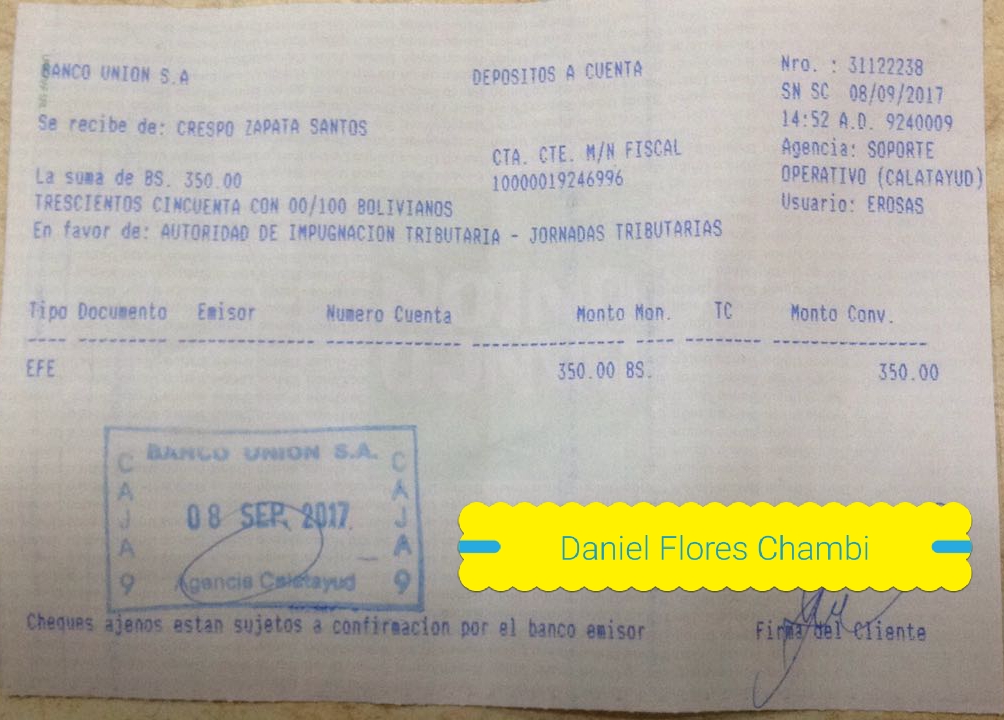 BANCO UNION S.A
DEPOSITOS A CUENTA
Nro. : 31122238
SN SC 08/09/2017
14:52 A.D. 9240009
Agencia: SOPORTE
OPERATIVO (CALATAYUD)
Usuario: EROSAS
Se recibe de: CRESPO ZAPATA SANTOS
CTA. CTE. M/N FISCAL
10000019246996
La suma de BS. 350.00
TRESCIENTOS CINCUENTA CON 00/100 BOLIVIANOS
En favor de: AUTORIDAD DE IMPUGNACION TRIBUTARIA - JORNADAS TRIBUTARIAS
Tipo Documento Emisor Numero Cuenta Monto Mon. TC Monto Conv.
EFE 350.00 BS. 350.00
BANCO UNION S.A.
CAJA 9
08 SEP. 2017
CAJA 9
Agencia Calatayud
Daniel Flores Chambi
Cheques ajenos estan sujetos a confirmacion por el banco emisor
Firma del Cliente